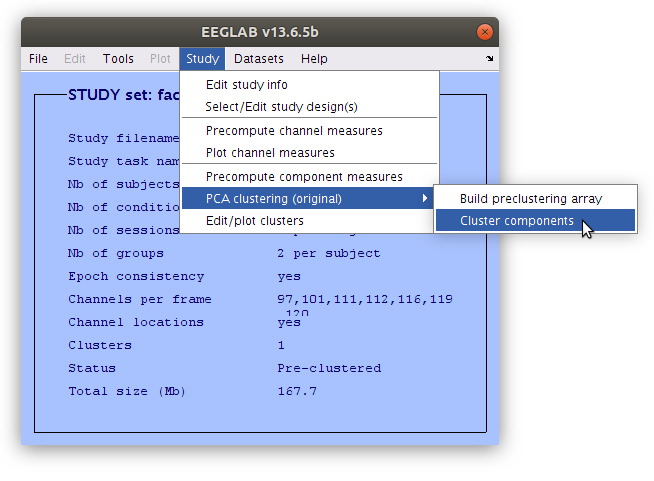 EEGLAB v13.6.5b
File Edit Tools Plot Study Datasets Help
STUDY set: fac
Edit study info
Select/Edit study design(s)
Precompute channel measures
Plot channel measures
Precompute component measures
PCA clustering (original)
Edit/plot clusters
Build preclustering array
Cluster components
Study filename
Study task nam
Nb of subjects
Nb of conditio
Nb of sessions
Nb of groups 2 per subject
Epoch consistency yes
Channels per frame 97,101,111,112,116,119
Channel locations yes
Clusters 1
Status Pre-clustered
Total size (Mb) 167.7